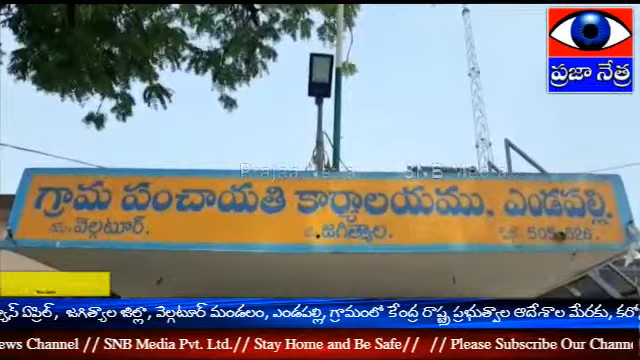 ప్రజా నేత్ర
గ్రామ పంచాయతి కార్యాలయము. ఎండపల్లి.
మం. వెల్గటూర్. జి. జగిత్యాల. 505 526.
ఏప్రిల్, జగిత్యాల జిల్లా, వెల్గటూర్ మండలం, ఎండపల్లి, గ్రామంలో కేంద్ర రాష్ట్ర ప్రభుత్వాల ఆదేశాల మేరకు,
News Channel // SNB Media Pvt. Ltd.// Stay Home and Be Safe// // Please Subscribe Our